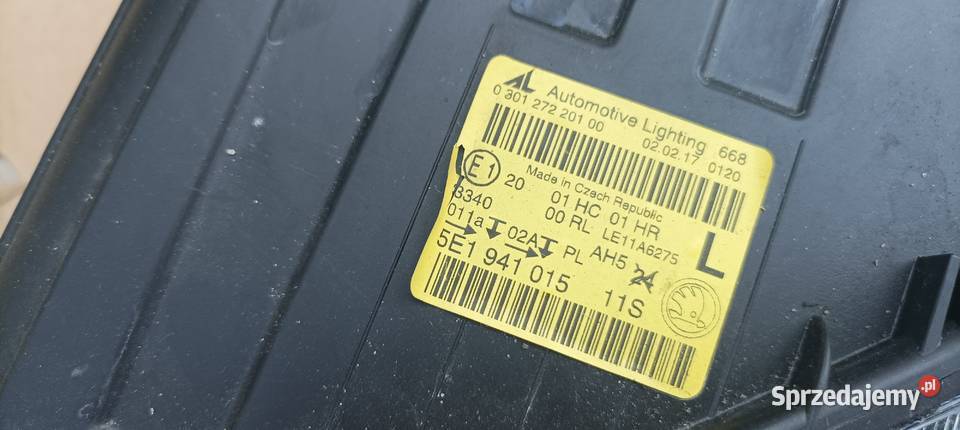 AL Automotive Lighting 668
0 301 272 201 00 02.02.17 0120
Made in Czech Republic
E1 20 01 HC 01 HR
3340 00 RL LE11A6275
011a 02A PL AH5 24
L
5E1 941 015 11S
Sprzedajemy.pl